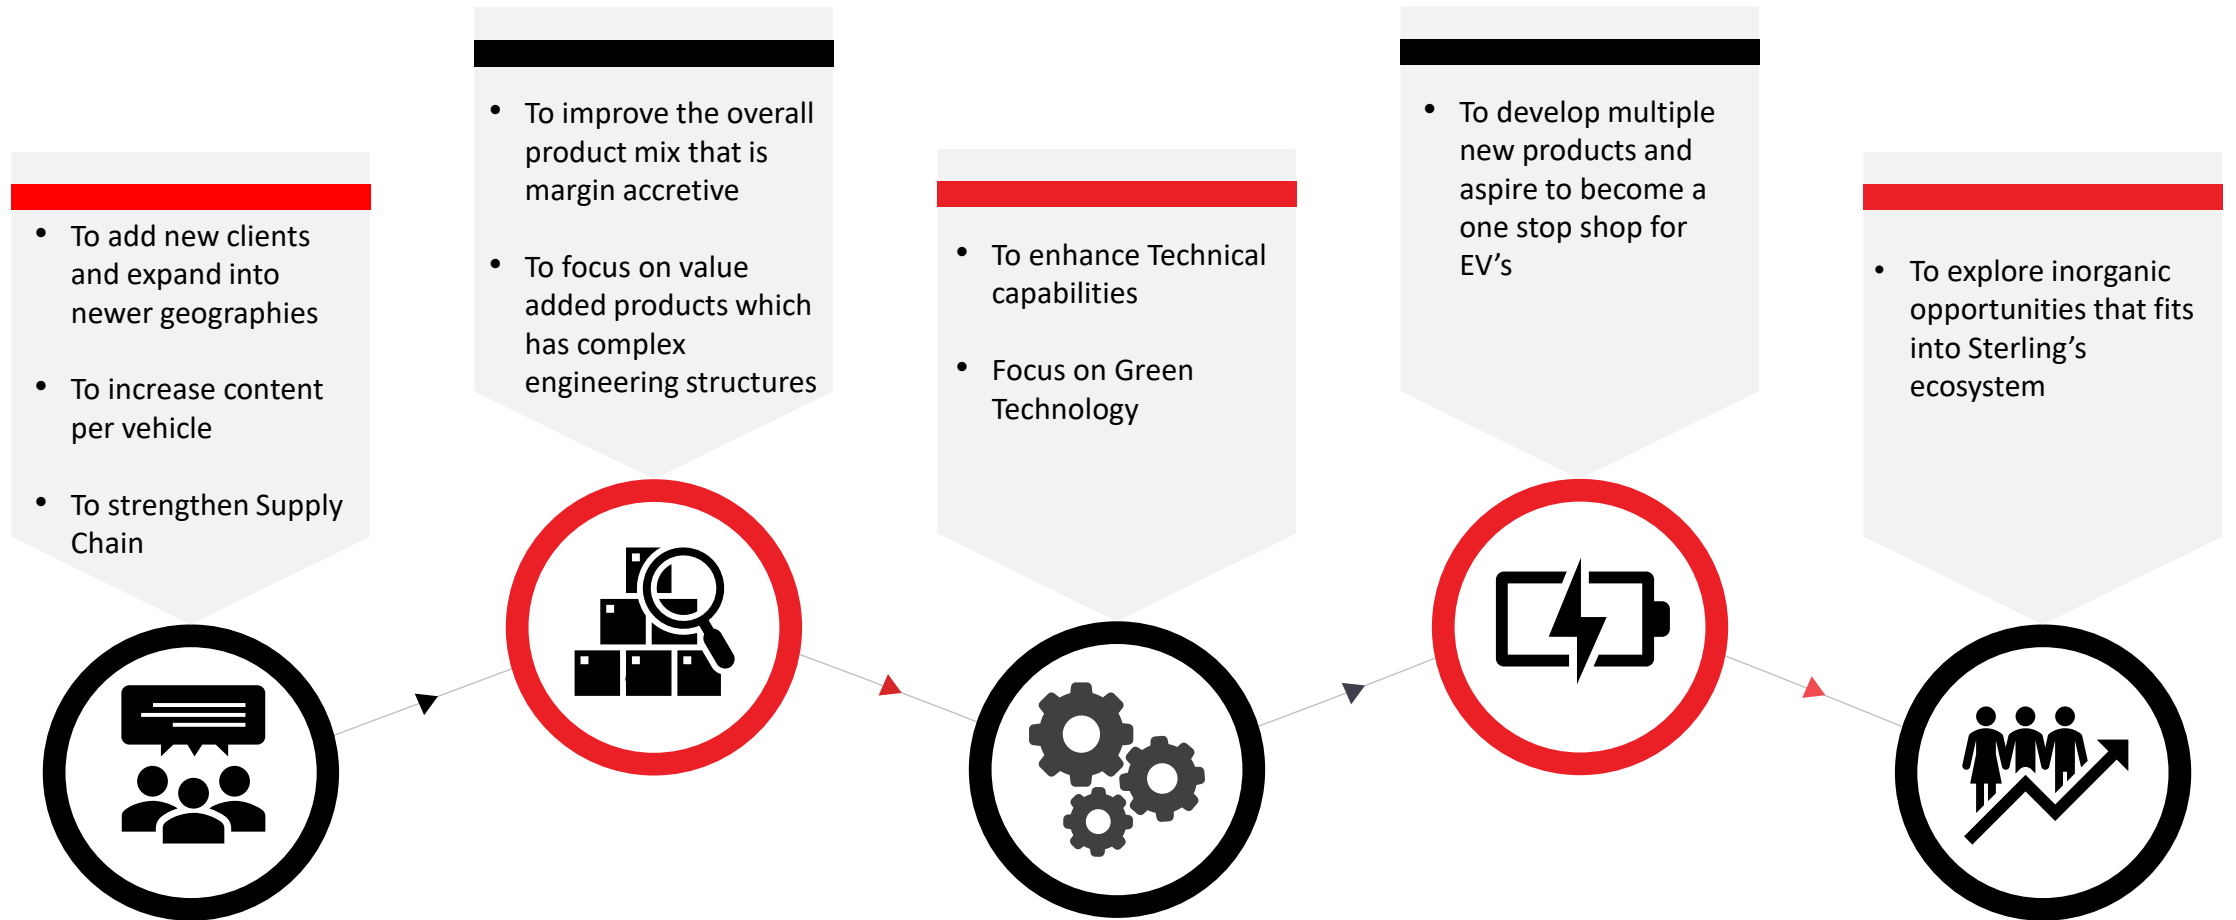 • To add new clients
and expand into
newer geographies
• To increase content
per vehicle
• To strengthen Supply
Chain
• To improve the overall
product mix that is
margin accretive
• To focus on value
added products which
has complex
engineering structures
• To enhance Technical
capabilities
• Focus on Green
Technology
• To develop multiple
new products and
aspire to become a
one stop shop for
EV’s
• To explore inorganic
opportunities that fits
into Sterling’s
ecosystem